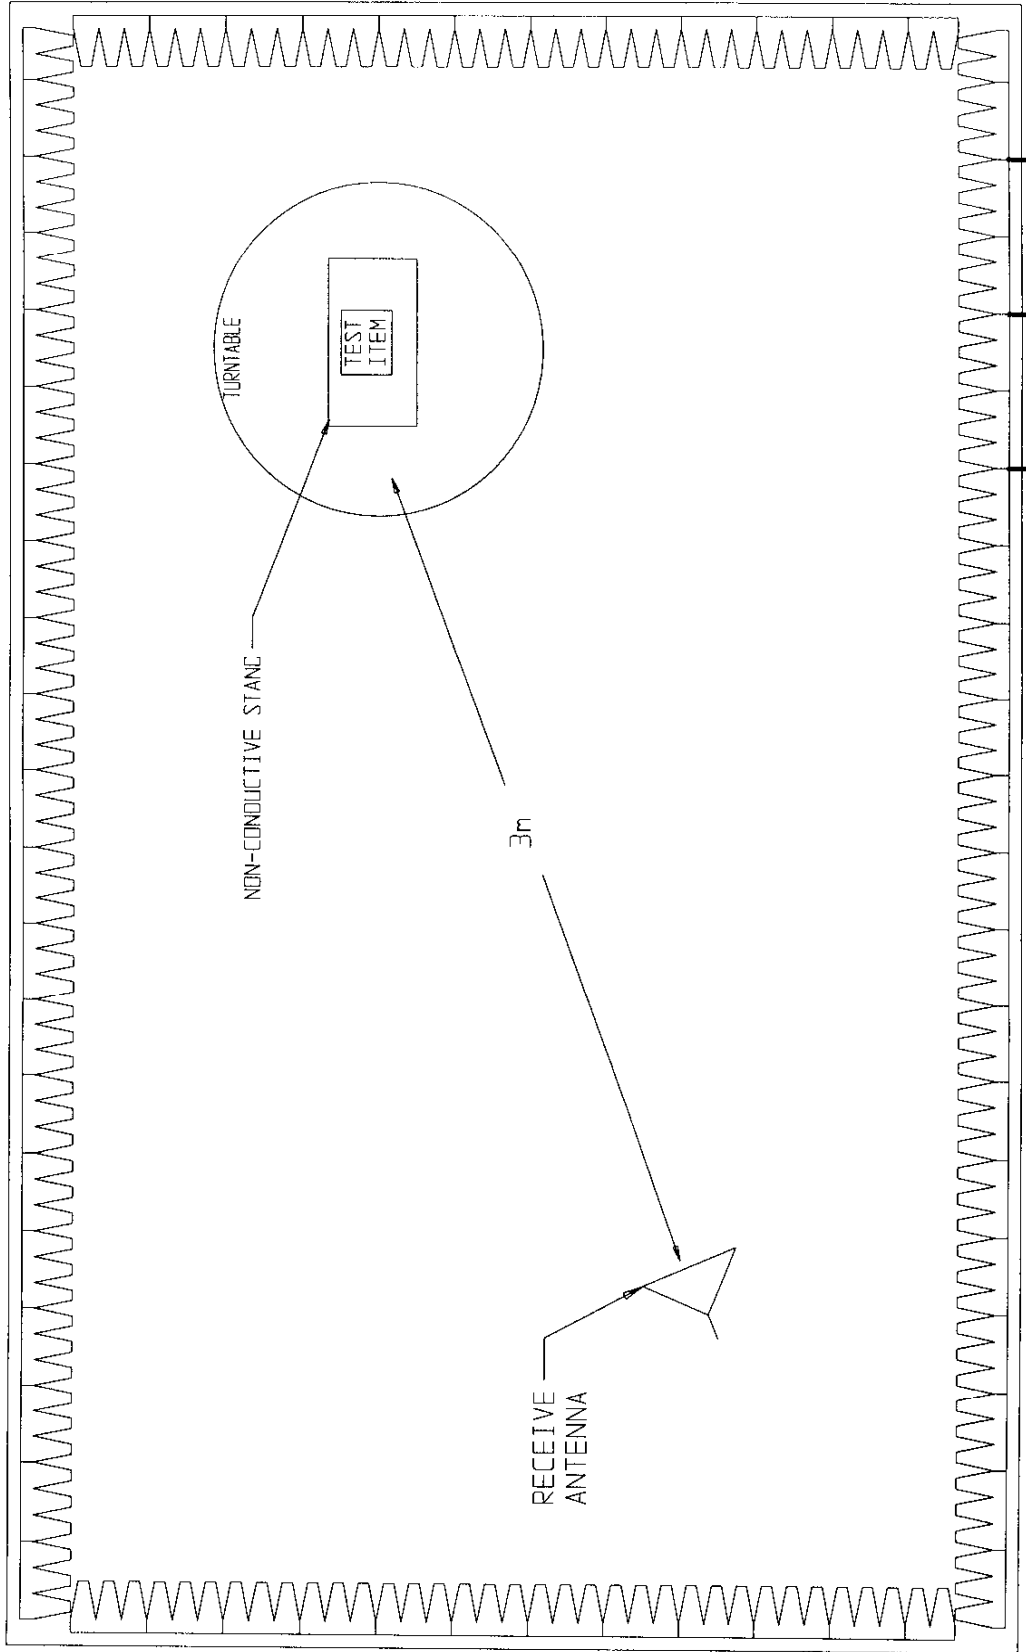 TURNTABLE
TEST
ITEM
NON-CONDUCTIVE STAND
3m
RECEIVE
ANTENNA